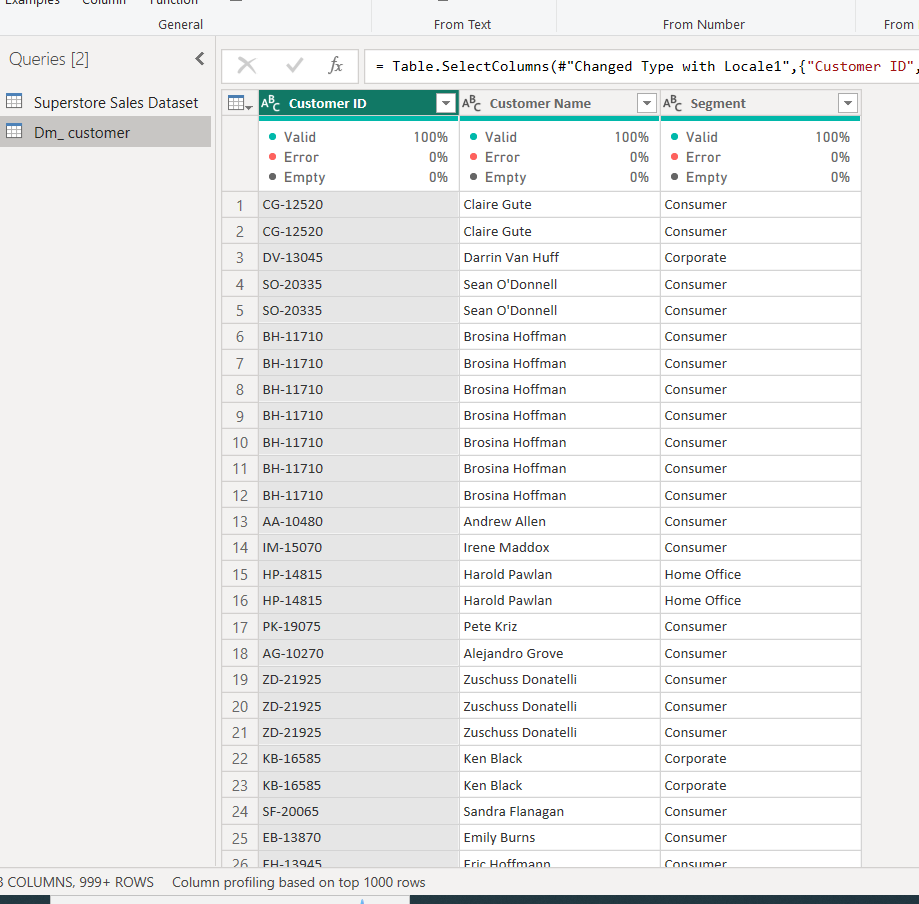 Examples Column Function
General From Text From Number From
Queries [2]
fx = Table.SelectColumns(#"Changed Type with Locale1",{"Customer ID",
Superstore Sales Dataset
Dm_ customer
ABC Customer ID ABC Customer Name ABC Segment
Valid 100% Valid 100% Valid 100%
Error 0% Error 0% Error 0%
Empty 0% Empty 0% Empty 0%
1 CG-12520 Claire Gute Consumer
2 CG-12520 Claire Gute Consumer
3 DV-13045 Darrin Van Huff Corporate
4 SO-20335 Sean O'Donnell Consumer
5 SO-20335 Sean O'Donnell Consumer
6 BH-11710 Brosina Hoffman Consumer
7 BH-11710 Brosina Hoffman Consumer
8 BH-11710 Brosina Hoffman Consumer
9 BH-11710 Brosina Hoffman Consumer
10 BH-11710 Brosina Hoffman Consumer
11 BH-11710 Brosina Hoffman Consumer
12 BH-11710 Brosina Hoffman Consumer
13 AA-10480 Andrew Allen Consumer
14 IM-15070 Irene Maddox Consumer
15 HP-14815 Harold Pawlan Home Office
16 HP-14815 Harold Pawlan Home Office
17 PK-19075 Pete Kriz Consumer
18 AG-10270 Alejandro Grove Consumer
19 ZD-21925 Zuschuss Donatelli Consumer
20 ZD-21925 Zuschuss Donatelli Consumer
21 ZD-21925 Zuschuss Donatelli Consumer
22 KB-16585 Ken Black Corporate
23 KB-16585 Ken Black Corporate
24 SF-20065 Sandra Flanagan Consumer
25 EB-13870 Emily Burns Consumer
26 EH-13945 Eric Hoffmann Consumer
3 COLUMNS, 999+ ROWS Column profiling based on top 1000 rows